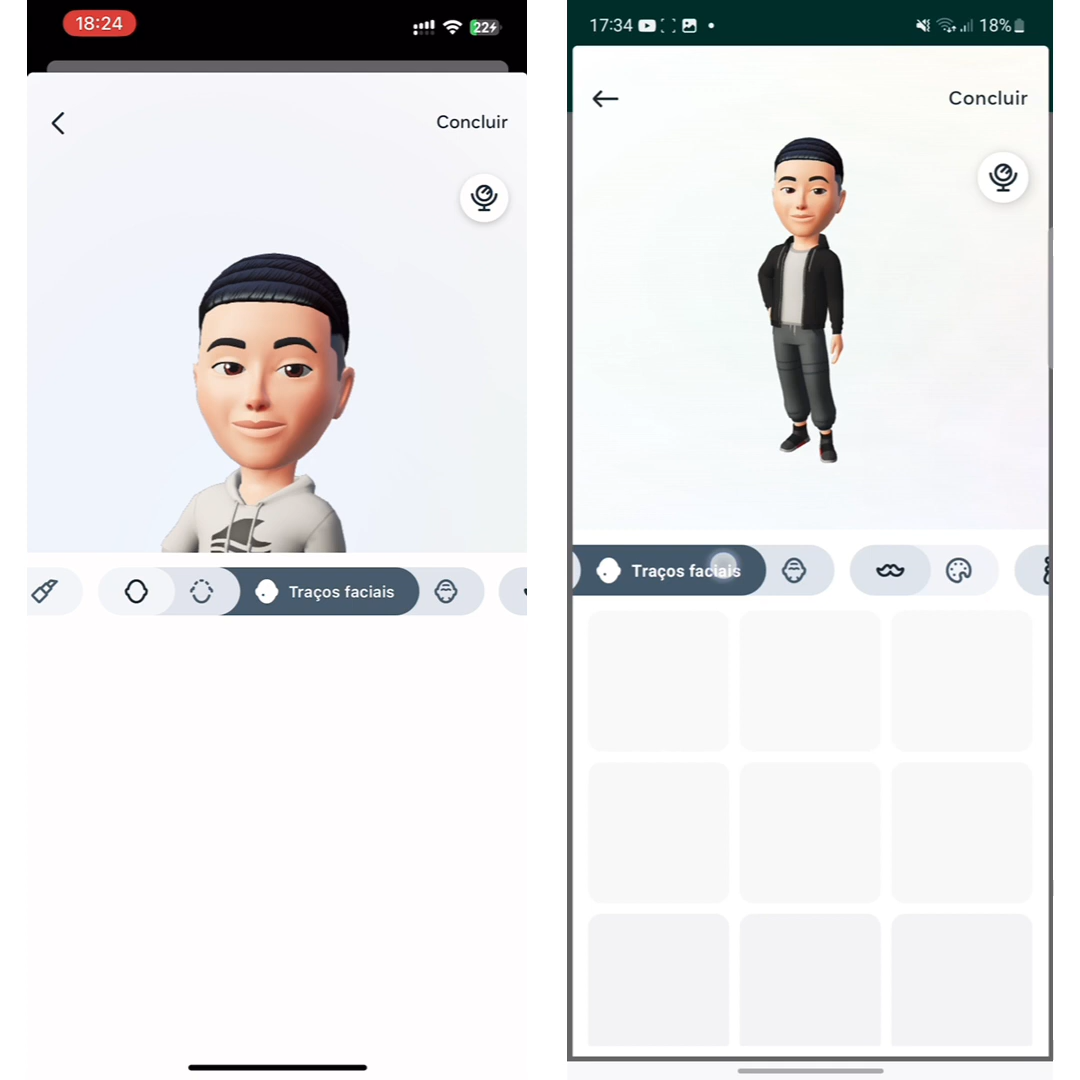 18:24
22
Concluir
Traços faciais
17:34
18%
Concluir
Traços faciais